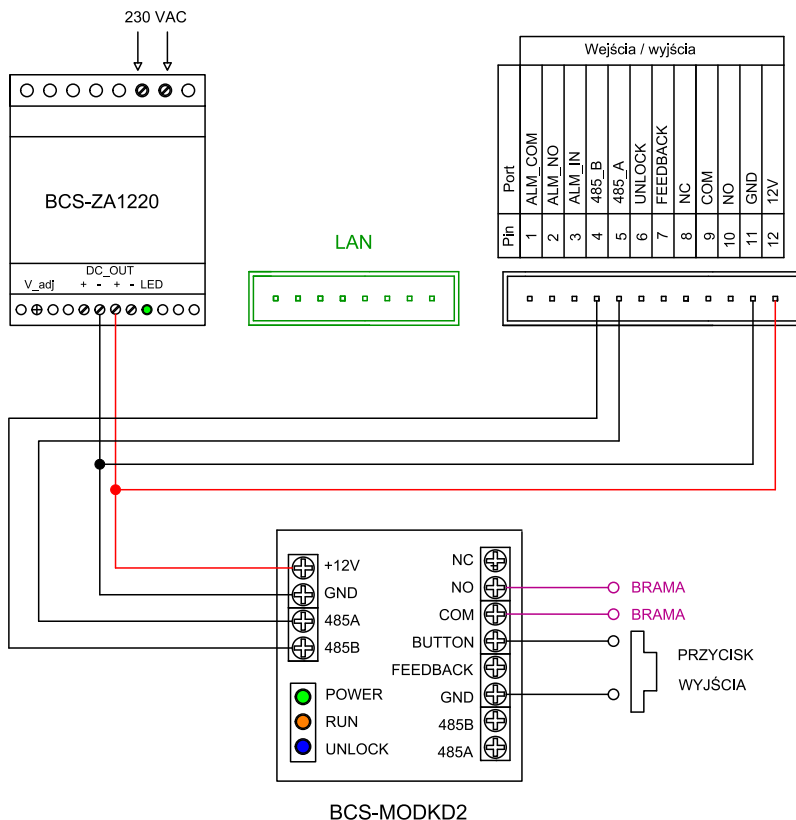 230 VAC
BCS-ZA1220
DC_OUT
V_adj + - + - LED
LAN
Wejścia / wyjścia
Port ALM_COM ALM_NO ALM_IN 485_B 485_A UNLOCK FEEDBACK NC COM NO GND 12V
Pin 1 2 3 4 5 6 7 8 9 10 11 12
+12V
GND
485A
485B
POWER
RUN
UNLOCK
NC
NO
COM
BUTTON
FEEDBACK
GND
485B
485A
BRAMA
BRAMA
PRZYCISK
WYJŚCIA
BCS-MODKD2